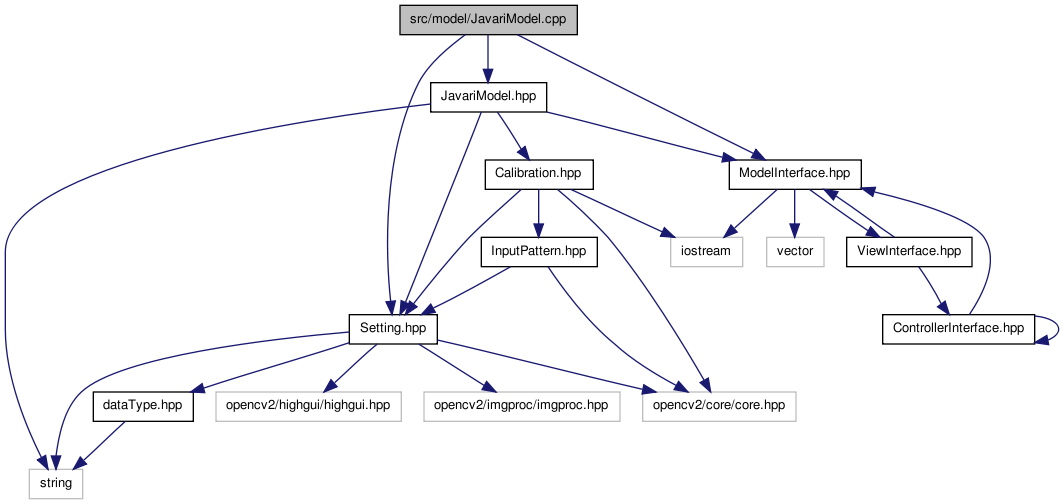 src/model/JavariModel.cpp
JavariModel.hpp
Calibration.hpp
ModelInterface.hpp
InputPattern.hpp
iostream
vector
ViewInterface.hpp
Setting.hpp
ControllerInterface.hpp
dataType.hpp
opencv2/highgui/highgui.hpp
opencv2/imgproc/imgproc.hpp
opencv2/core/core.hpp
string